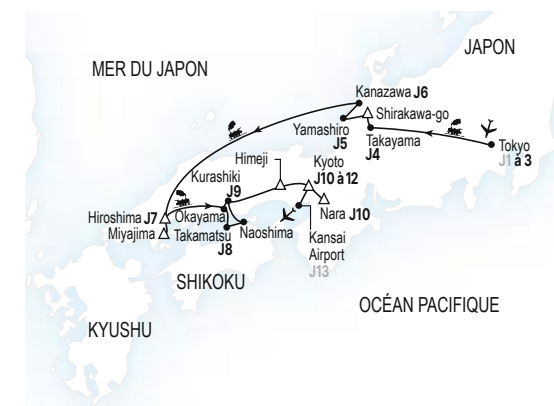 JAPON
MER DU JAPON
Kanazawa J6
Shirakawa-go
Yamashiro
J5
Takayama
J4
Tokyo
J1 à 3
Himeji
Kyoto
J10 à 12
Kurashiki
J9
Hiroshima J7
Okayama
Nara J10
Miyajima
Takamatsu
J8
Naoshima
Kansai
Airport
J13
SHIKOKU
OCÉAN PACIFIQUE
KYUSHU